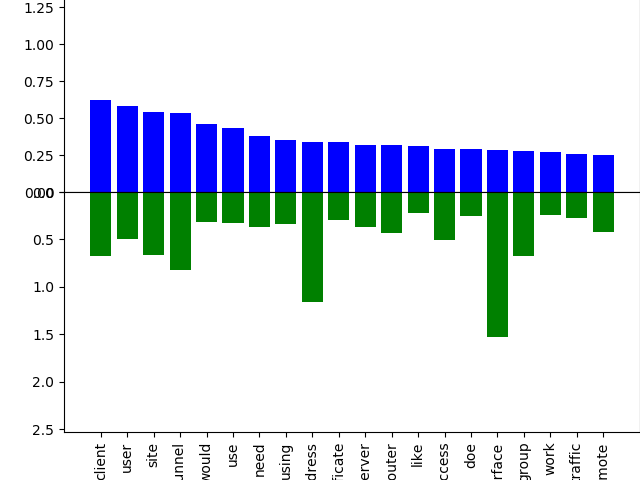 1.25
1.00
0.75
0.50
0.25
0.00
0.0
0.5
1.0
1.5
2.0
2.5
client
user
site
unnel
would
use
need
using
dress
ficate
erver
outer
like
ccess
doe
rface
group
work
traffic
mote